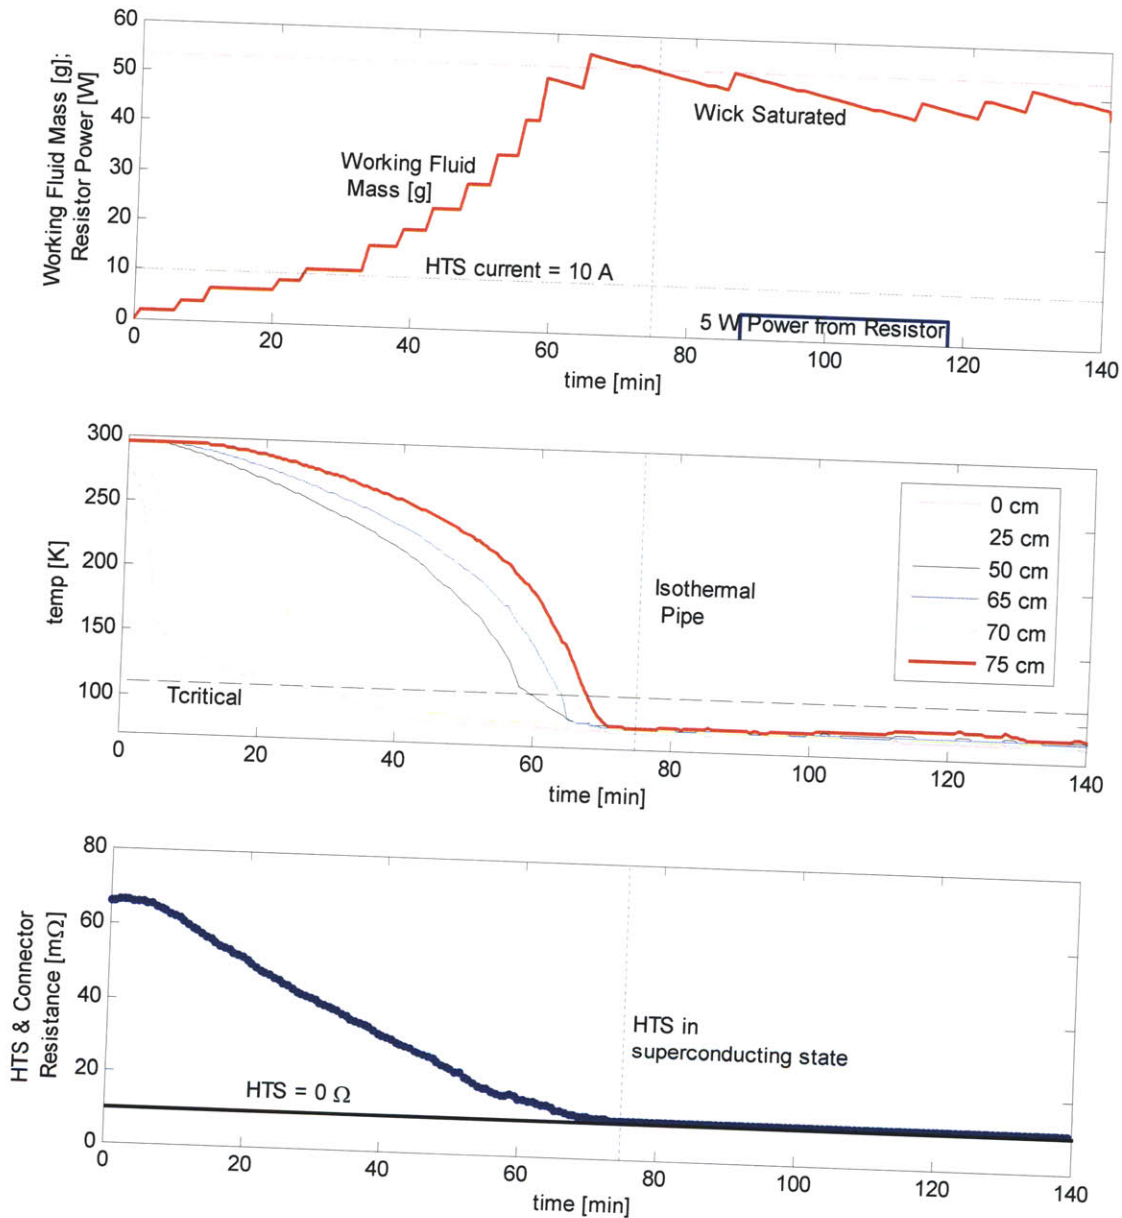 60
50
40
30
20
10
0
Working Fluid Mass [g];
Resistor Power [W]
Working Fluid
Mass [g]
Wick Saturated
HTS current = 10 A
5 W Power from Resistor
0 20 40 60 80 100 120 140
time [min]
300
250
200
150
100
temp [K]
0 cm
25 cm
50 cm
65 cm
70 cm
75 cm
Isothermal
Pipe
Tcritical
0 20 40 60 80 100 120 140
time [min]
80
60
40
20
0
HTS & Connector
Resistance [mΩ]
HTS in
superconducting state
HTS = 0 Ω
0 20 40 60 80 100 120 140
time [min]